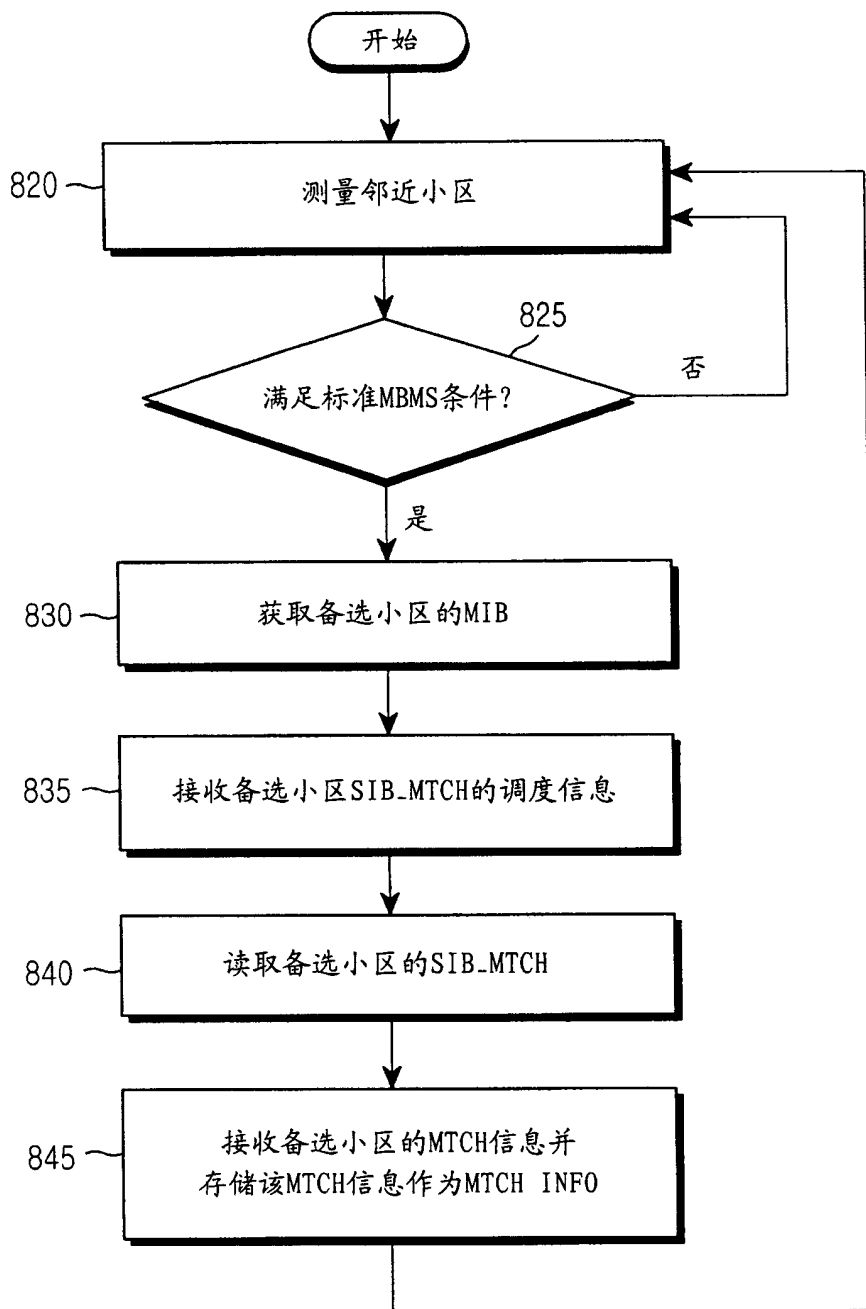 开始
820
测量邻近小区
825
满足标准MBMS条件?
否
是
830
获取备选小区的MIB
835
接收备选小区SIB_MTCH的调度信息
840
读取备选小区的SIB_MTCH
845
接收备选小区的MTCH信息并
存储该MTCH信息作为MTCH INFO